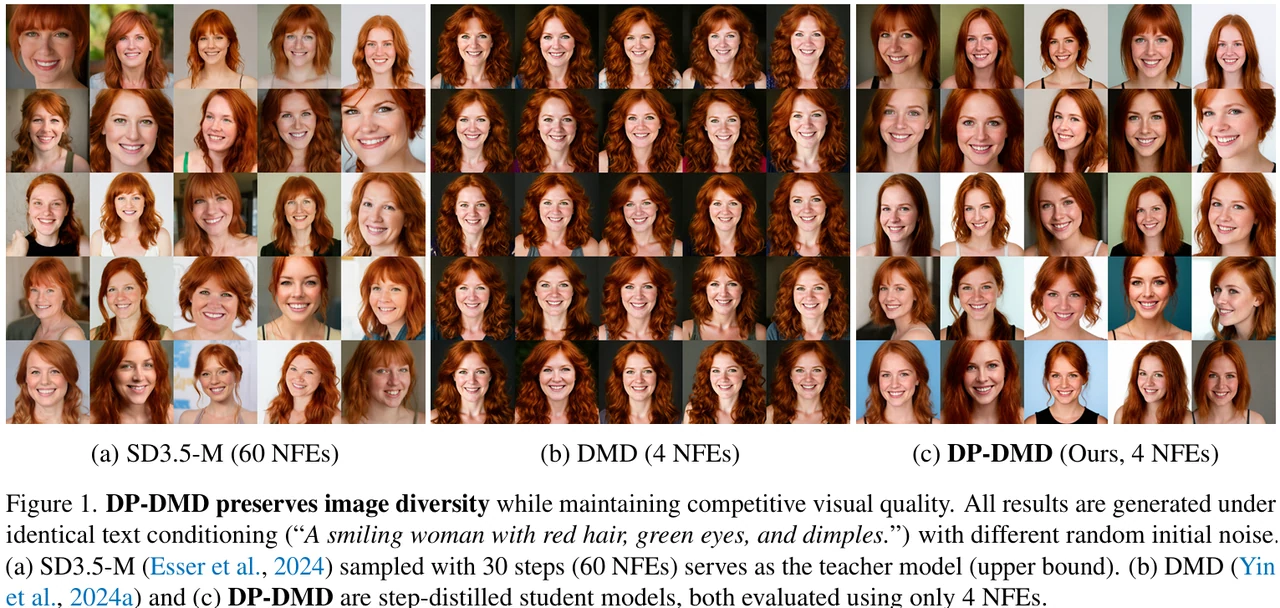 (a) SD3.5-M (60 NFEs)
(b) DMD (4 NFEs)
(c) DP-DMD (Ours, 4 NFEs)
Figure 1. DP-DMD preserves image diversity while maintaining competitive visual quality. All results are generated under
identical text conditioning (“A smiling woman with red hair, green eyes, and dimples.”) with different random initial noise.
(a) SD3.5-M (Esser et al., 2024) sampled with 30 steps (60 NFEs) serves as the teacher model (upper bound). (b) DMD (Yin
et al., 2024a) and (c) DP-DMD are step-distilled student models, both evaluated using only 4 NFEs.